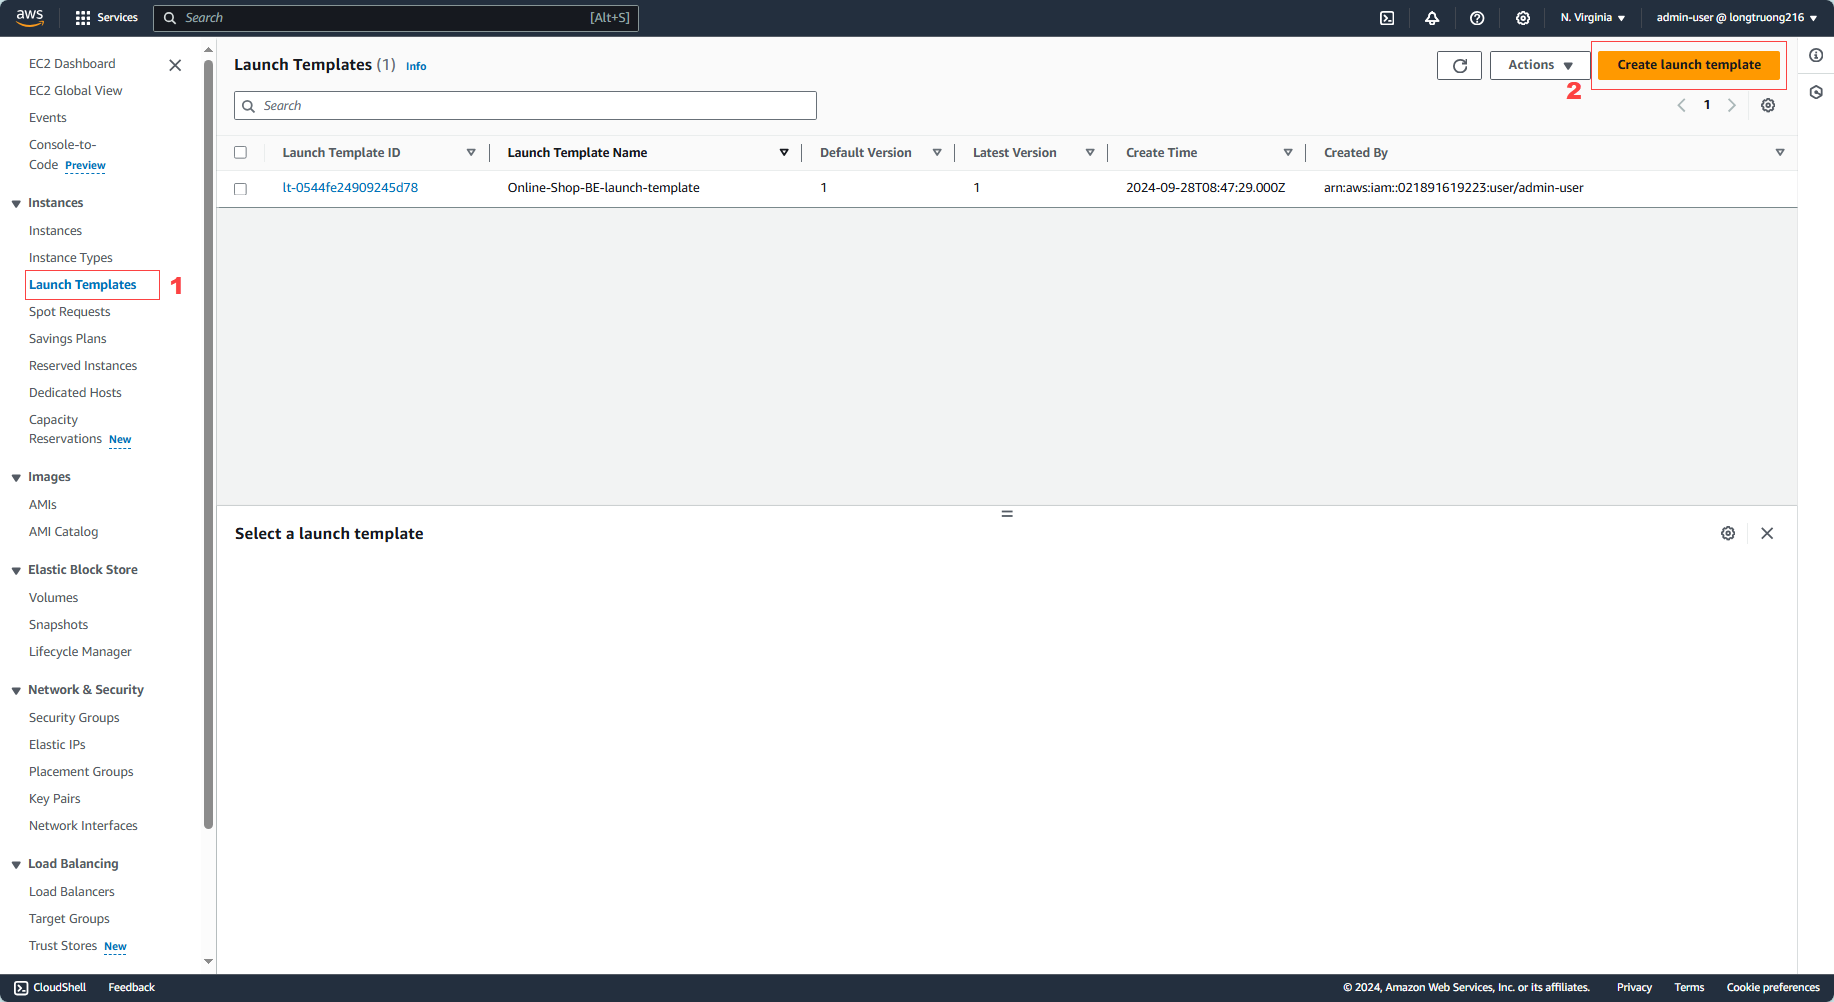 aws
Services
Search [Alt+S]
N. Virginia
admin-user @ longtruong216
EC2 Dashboard
EC2 Global View
Events
Console-to-
Code Preview
Instances
Instances
Instance Types
Launch Templates 1
Spot Requests
Savings Plans
Reserved Instances
Dedicated Hosts
Capacity
Reservations New
Images
AMIs
AMI Catalog
Elastic Block Store
Volumes
Snapshots
Lifecycle Manager
Network & Security
Security Groups
Elastic IPs
Placement Groups
Key Pairs
Network Interfaces
Load Balancing
Load Balancers
Target Groups
Trust Stores New
Launch Templates (1) Info
Actions
Create launch template
2
Search
1
Launch Template ID Launch Template Name Default Version Latest Version Create Time Created By
lt-0544fe24909245d78 Online-Shop-BE-launch-template 1 1 2024-09-28T08:47:29.000Z arn:aws:iam::021891619223:user/admin-user
Select a launch template
CloudShell Feedback
© 2024, Amazon Web Services, Inc. or its affiliates. Privacy Terms Cookie preferences